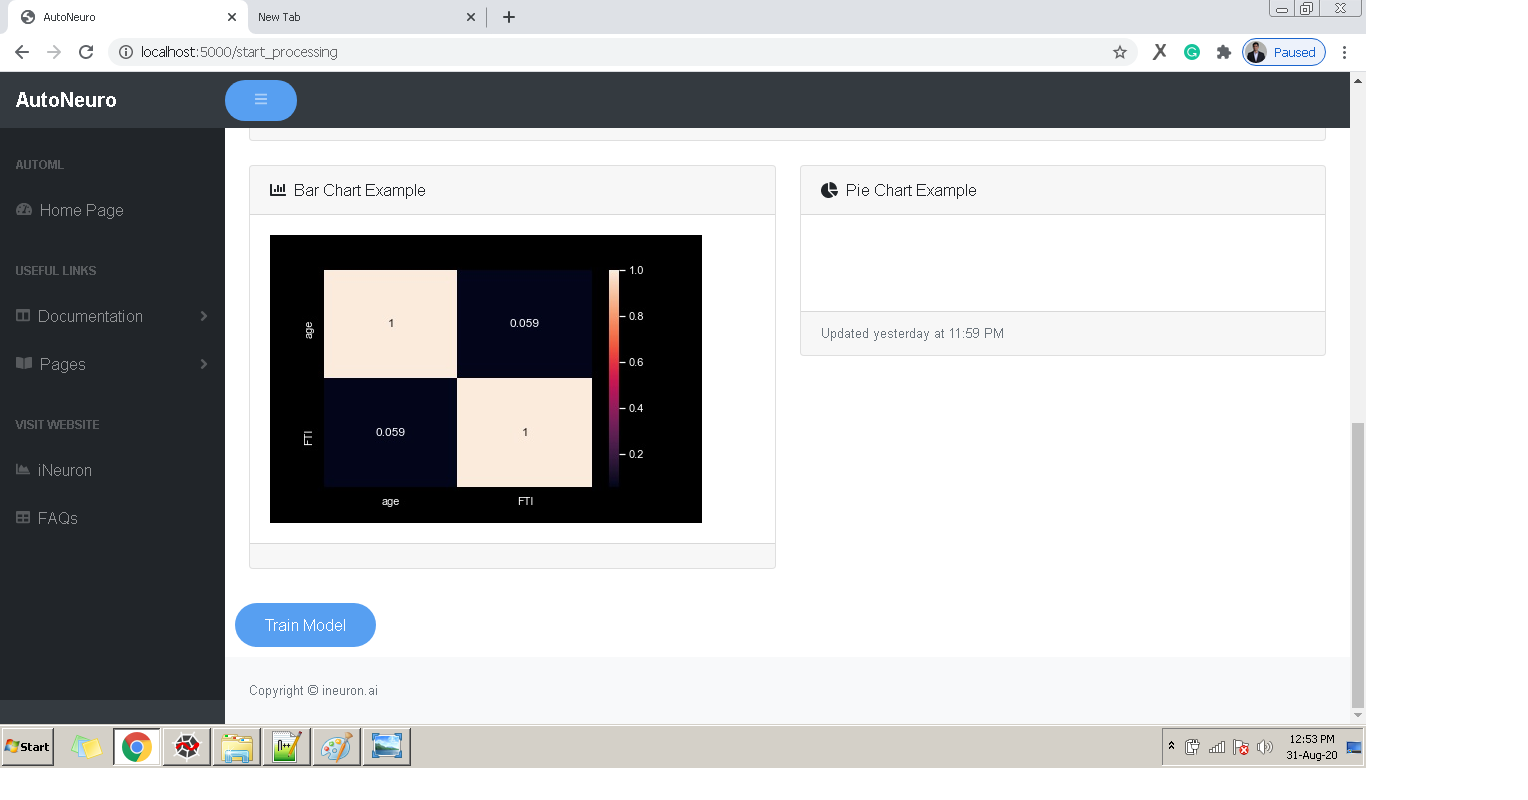 AutoNeuro
New Tab
localhost:5000/start_processing
Paused
AutoNeuro
AUTOML
Home Page
USEFUL LINKS
Documentation
Pages
VISIT WEBSITE
iNeuron
FAQs
Bar Chart Example
1.0
0.8
0.6
0.4
0.2
age
1
0.059
FTI
0.059
1
age
FTI
Pie Chart Example
Updated yesterday at 11:59 PM
Train Model
Copyright © ineuron.ai
Start
12:53 PM
31-Aug-20